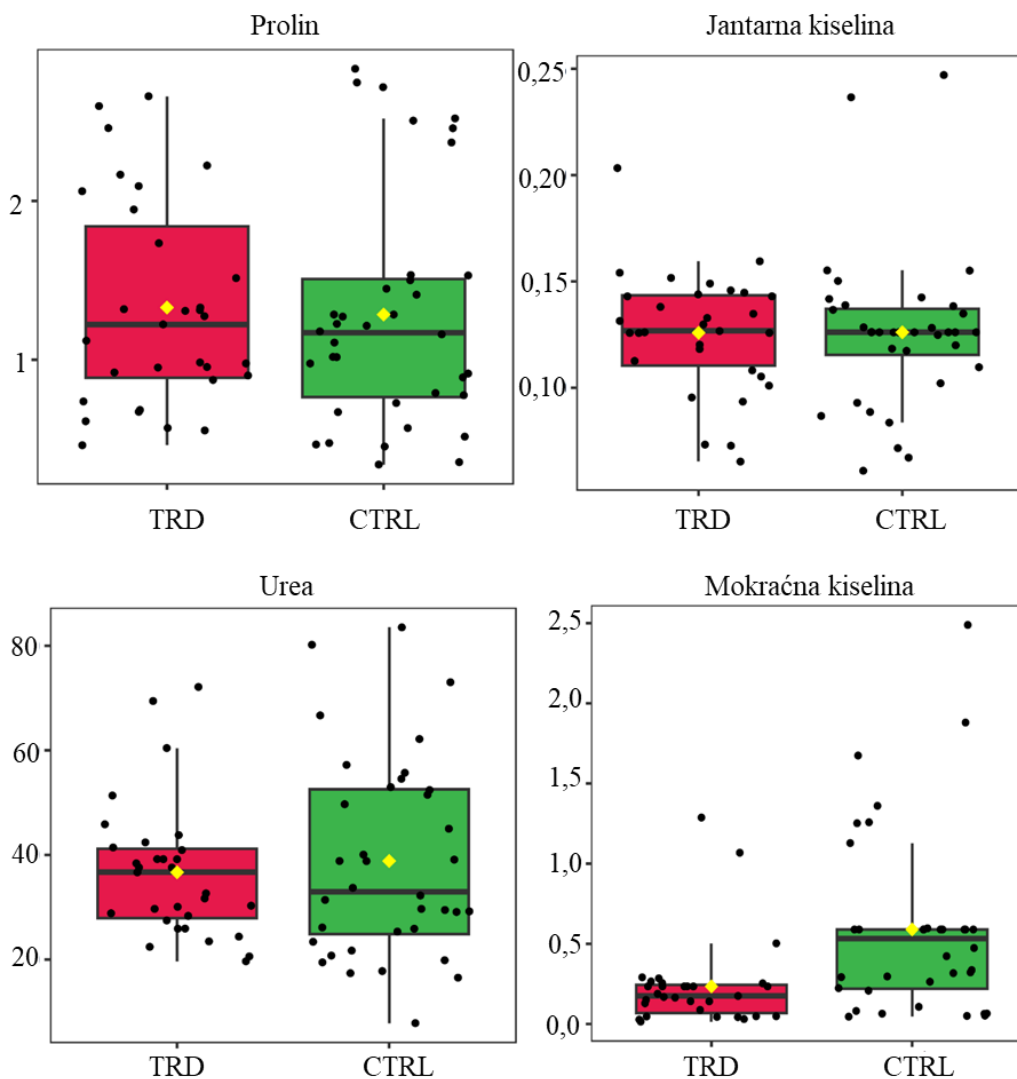 Prolin
2
1
TRD
CTRL
Jantarna kiselina
0,25
0,20
0,15
0,10
TRD
CTRL
Urea
80
60
40
20
TRD
CTRL
Mokraćna kiselina
2,5
2,0
1,5
1,0
0,5
0,0
TRD
CTRL